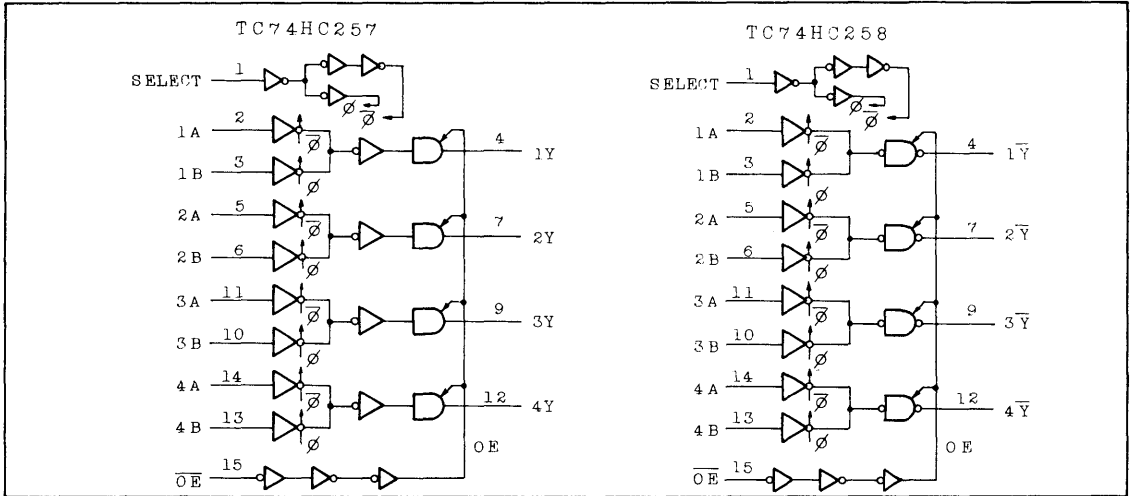 TC74HC257
SELECT 1
φ φ̅
1A 2
φ̅
4 1Y
1B 3
φ
2A 5
φ̅
7 2Y
2B 6
φ
3A 11
φ̅
9 3Y
3B 10
φ
4A 14
φ̅
12 4Y
4B 13
φ
OE
O̅E̅ 15
TC74HC258
SELECT 1
φ φ̅
1A 2
φ̅
4 1Y̅
1B 3
φ
2A 5
φ̅
7 2Y̅
2B 6
φ
3A 11
φ̅
9 3Y̅
3B 10
φ
4A 14
φ̅
12 4Y̅
4B 13
φ
OE
O̅E̅ 15